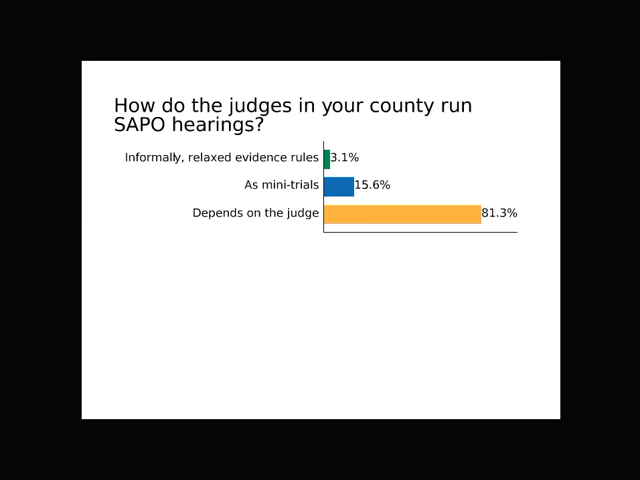 How do the judges in your county run
SAPO hearings?
Informally, relaxed evidence rules 3.1%
As mini-trials 15.6%
Depends on the judge 81.3%